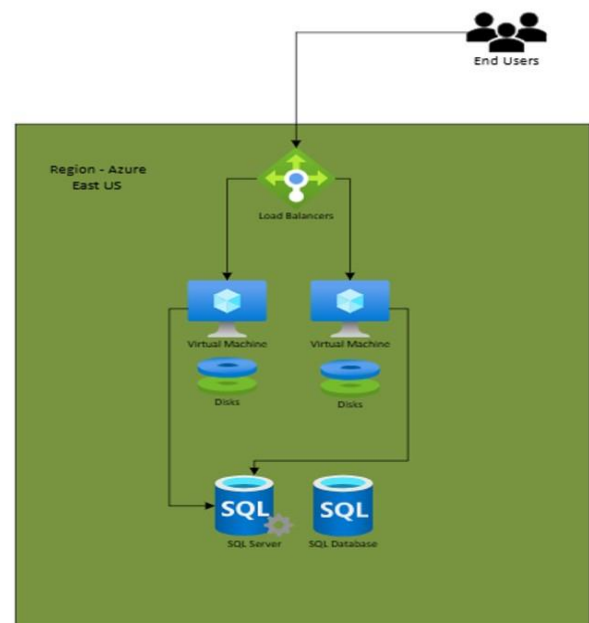 End Users
Region - Azure
East US
Load Balancers
Virtual Machine
Virtual Machine
Disks
Disks
SQL
SQL
SQL Server
SQL Database